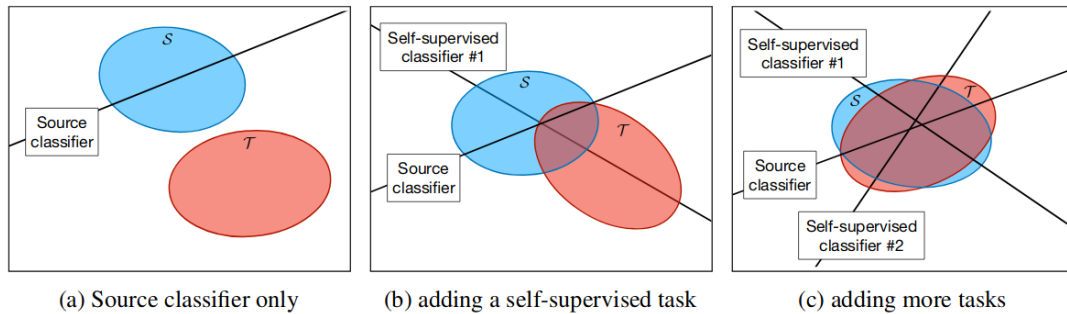 S
T
Source
classifier
(a) Source classifier only
Self-supervised
classifier #1
S
T
Source
classifier
(b) adding a self-supervised task
Self-supervised
classifier #1
S
T
Source
classifier
Self-supervised
classifier #2
(c) adding more tasks